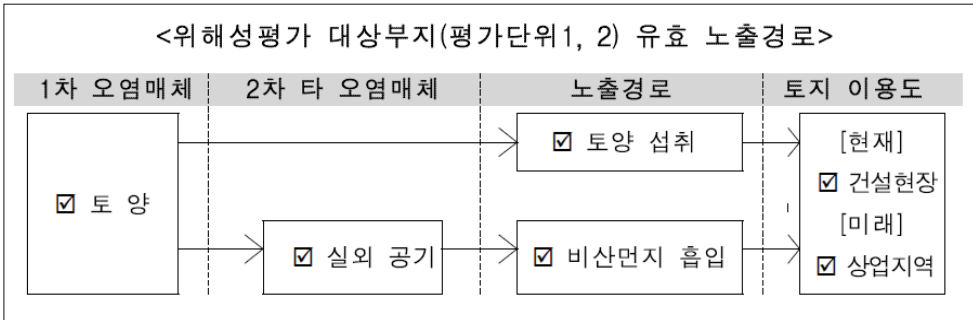 <위해성평가 대상부지(평가단위1, 2) 유효 노출경로>
1차 오염매체 2차 타 오염매체 노출경로 토지 이용도
☑ 토양 섭취
[현재]
☑ 건설현장
☑ 토 양
[미래]
☑ 실외 공기
☑ 비산먼지 흡입
☑ 상업지역